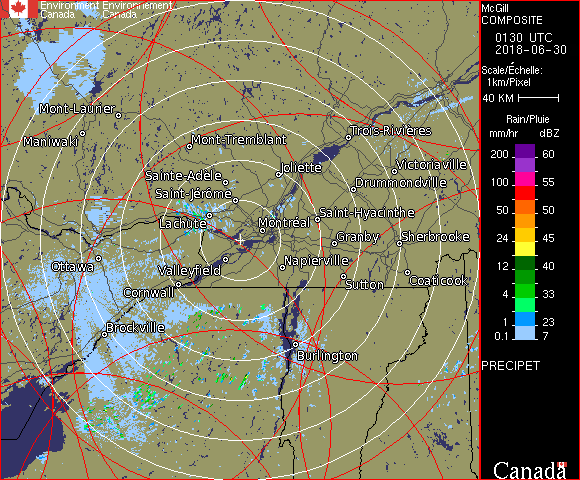 Environment Environnement
Canada Canada
McGill
COMPOSITE
0130 UTC
2018-06-30
Scale/Échelle:
1km/Pixel
40 KM
Rain/Pluie
mm/hr dBZ
200 60
100 55
50 50
24 45
12 40
4 33
1 23
0.1 7
PRECIPET
Canada
Mont-Laurier
Maniwaki
Mont-Tremblant
Trois-Rivières
Joliette
Victoriaville
Sainte-Adèle
Drummondville
Saint-Jérôme
Saint-Hyacinthe
Lachute
Montréal
Granby
Sherbrooke
Ottawa
Valleyfield
Napierville
Coaticook
Sutton
Cornwall
Brockville
Burlington